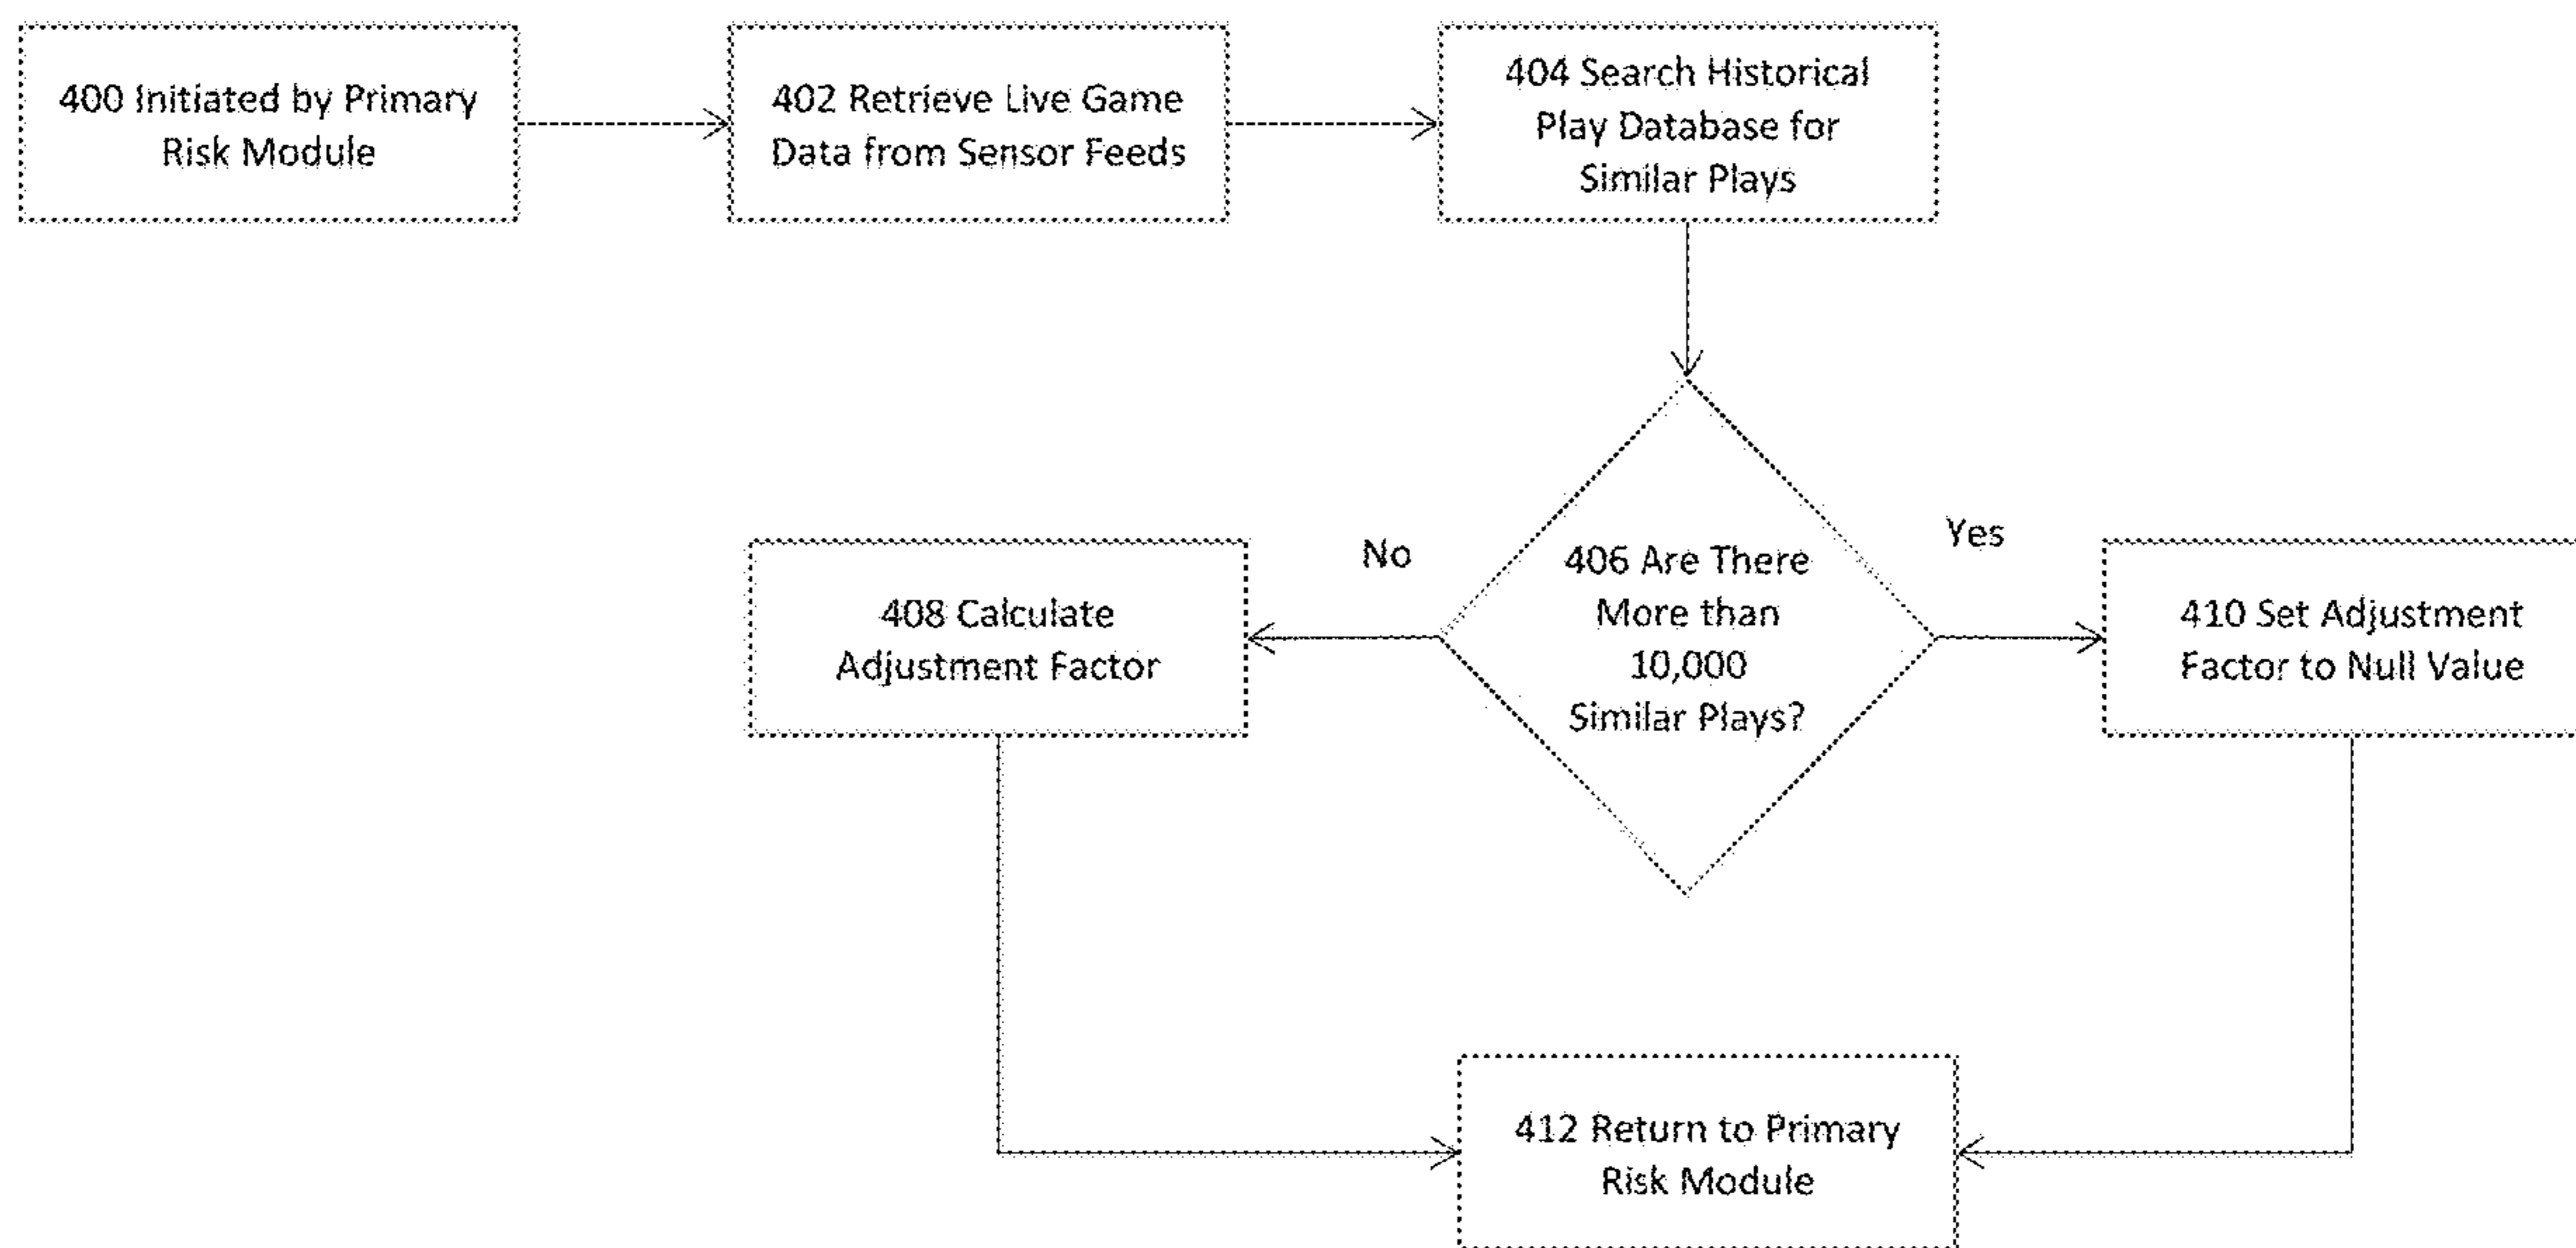 400 Initiated by Primary
Risk Module
402 Retrieve Live Game
Data from Sensor Feeds
404 Search Historical
Play Database for
Similar Plays
No
Yes
406 Are There
More than
10,000
Similar Plays?
408 Calculate
Adjustment Factor
410 Set Adjustment
Factor to Null Value
412 Return to Primary
Risk Module